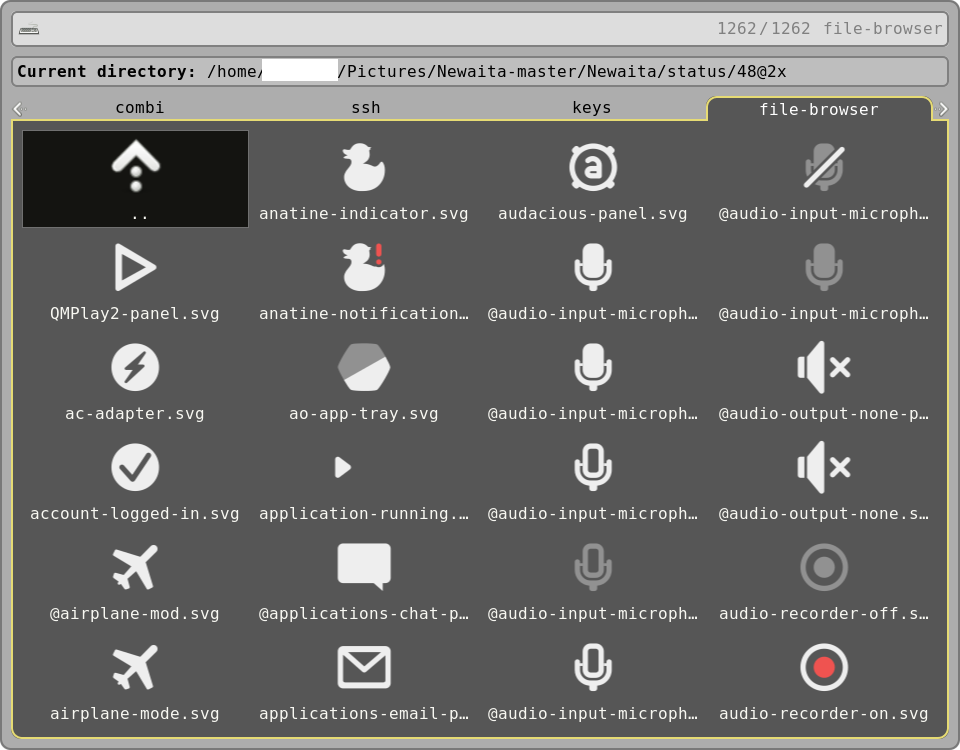 1262/1262 file-browser
Current directory: /home/ /Pictures/Newaita-master/Newaita/status/48@2x
combi ssh keys file-browser
.. anatine-indicator.svg audacious-panel.svg @audio-input-microph…
QMPlay2-panel.svg anatine-notification… @audio-input-microph… @audio-input-microph…
ac-adapter.svg ao-app-tray.svg @audio-input-microph… @audio-output-none-p…
account-logged-in.svg application-running.… @audio-input-microph… @audio-output-none.s…
@airplane-mod.svg @applications-chat-p… @audio-input-microph… audio-recorder-off.s…
airplane-mode.svg applications-email-p… @audio-input-microph… audio-recorder-on.svg